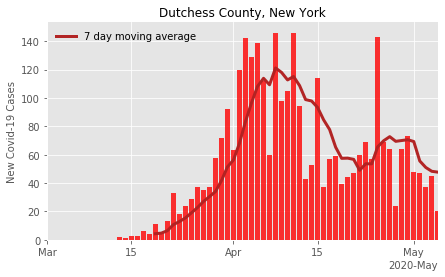 Dutchess County, New York
7 day moving average
New Covid-19 Cases
140
120
100
80
60
40
20
0
Mar
15
Apr
15
May
2020-May